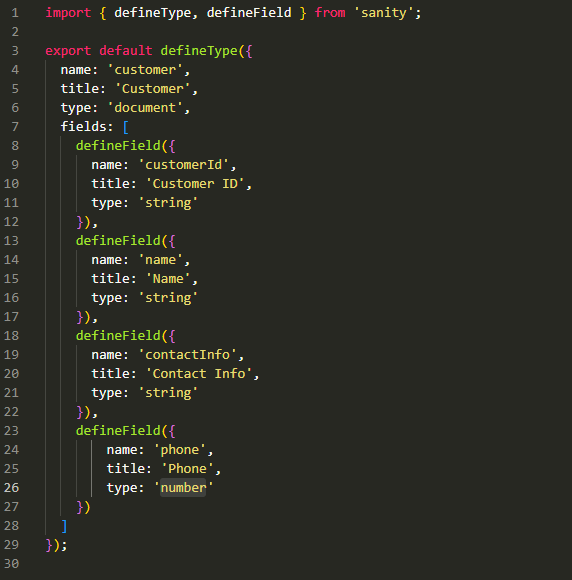 1 import { defineType, defineField } from 'sanity';
2
3 export default defineType({
4   name: 'customer',
5   title: 'Customer',
6   type: 'document',
7   fields: [
8     defineField({
9       name: 'customerId',
10       title: 'Customer ID',
11       type: 'string'
12     }),
13     defineField({
14       name: 'name',
15       title: 'Name',
16       type: 'string'
17     }),
18     defineField({
19       name: 'contactInfo',
20       title: 'Contact Info',
21       type: 'string'
22     }),
23     defineField({
24         name: 'phone',
25         title: 'Phone',
26         type: 'number'
27     })
28   ]
29 });
30